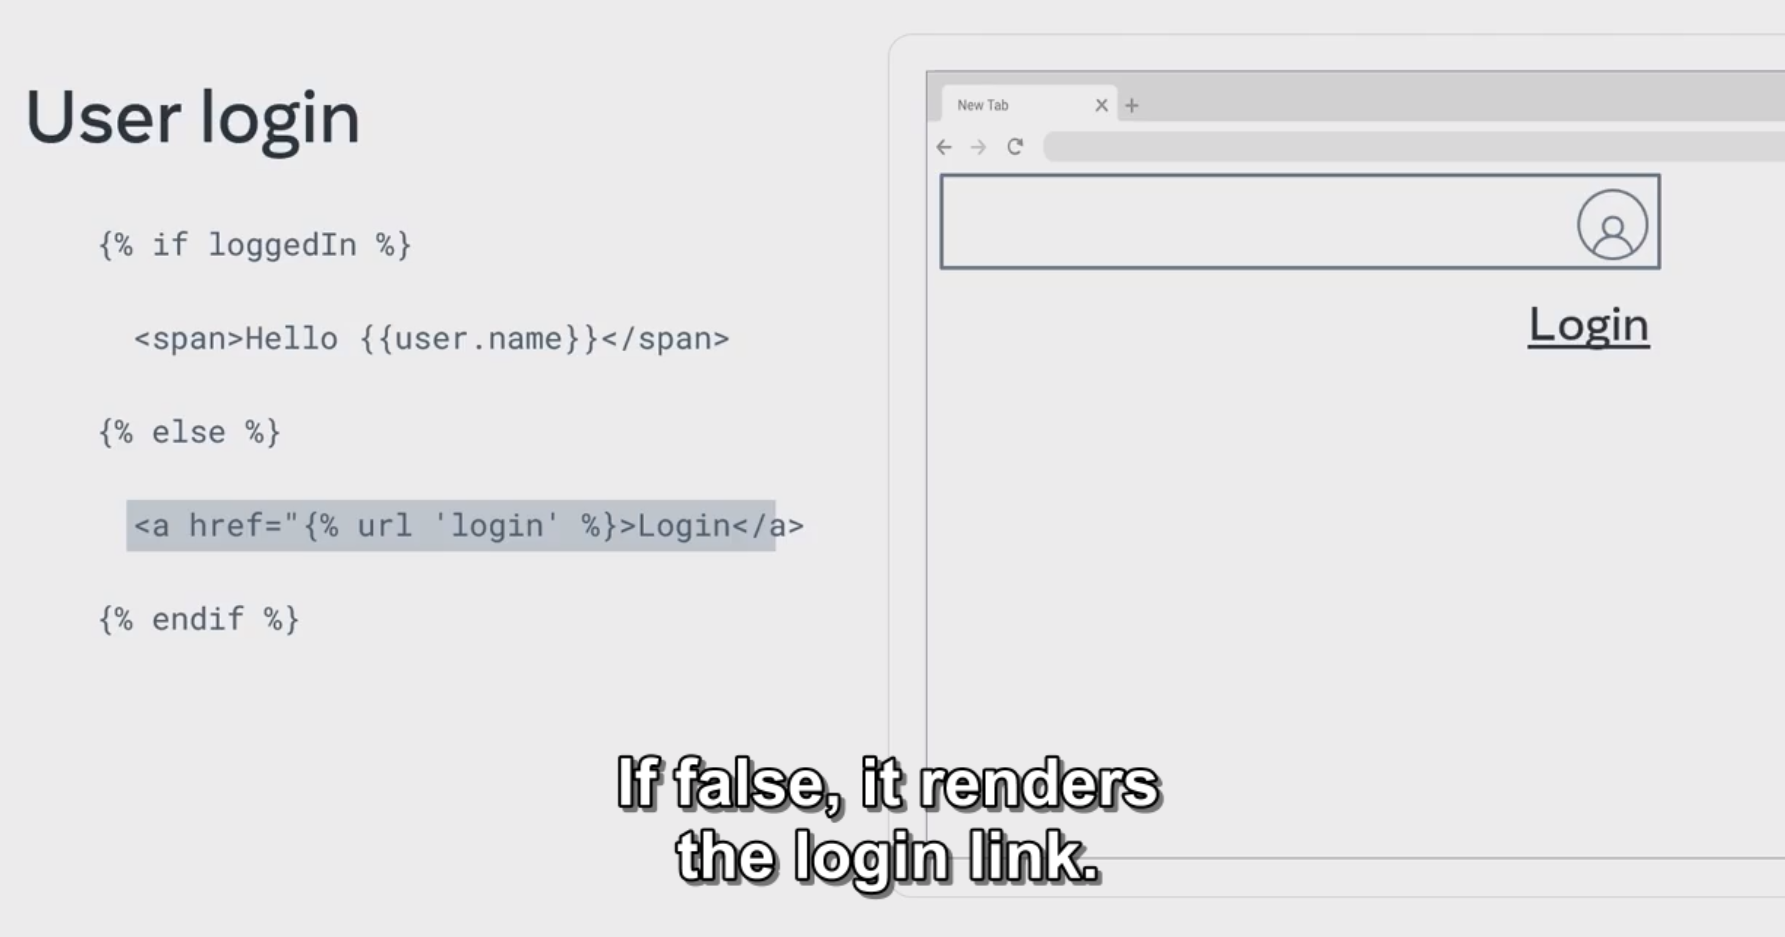 User login
{% if loggedIn %}
<span>Hello {{user.name}}</span>
{% else %}
<a href="{% url 'login' %}>Login</a>
{% endif %}
New Tab
Login
If false, it renders
the login link.